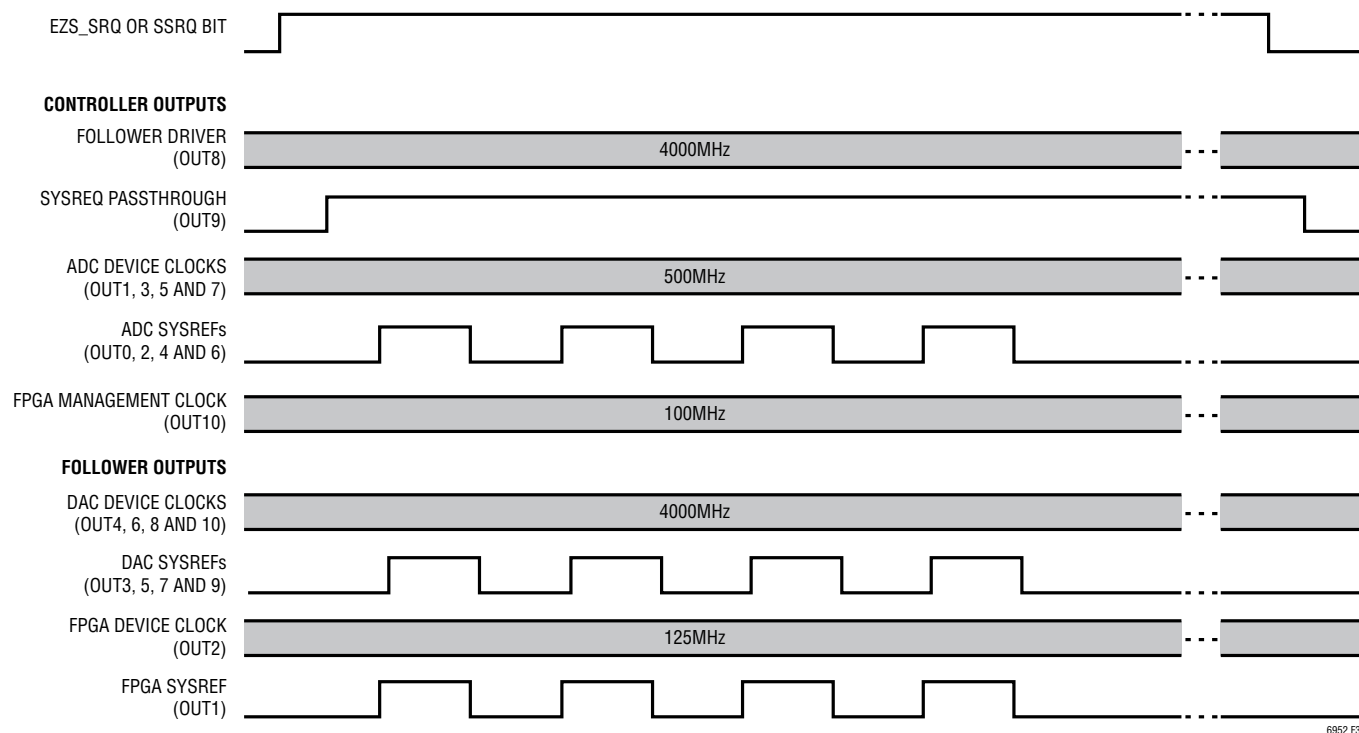 EZS_SRQ OR SSRQ BIT
CONTROLLER OUTPUTS
FOLLOWER DRIVER
(OUT8)
4000MHz
SYSREQ PASSTHROUGH
(OUT9)
ADC DEVICE CLOCKS
(OUT1, 3, 5 AND 7)
500MHz
ADC SYSREFs
(OUT0, 2, 4 AND 6)
FPGA MANAGEMENT CLOCK
(OUT10)
100MHz
FOLLOWER OUTPUTS
DAC DEVICE CLOCKS
(OUT4, 6, 8 AND 10)
4000MHz
DAC SYSREFs
(OUT3, 5, 7 AND 9)
FPGA DEVICE CLOCK
(OUT2)
125MHz
FPGA SYSREF
(OUT1)
6952 F3